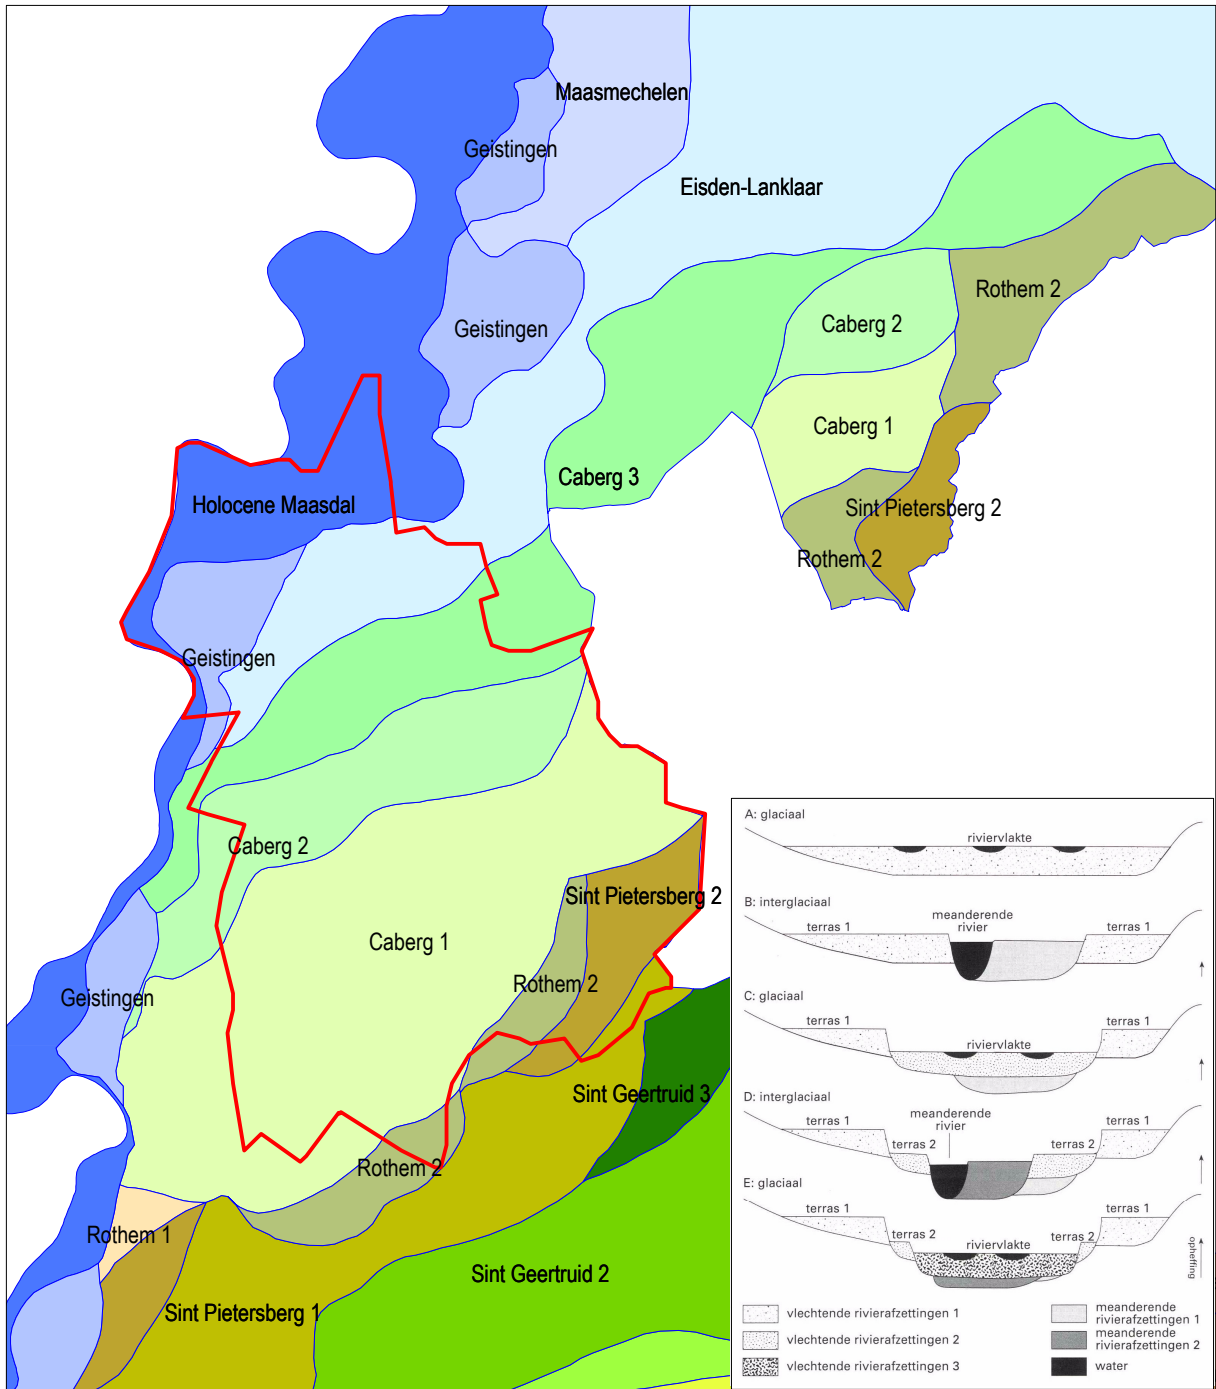 Maasmechelen
Geistingen
Eisden-Lanklaar
Rothem 2
Geistingen
Caberg 2
Caberg 1
Caberg 3
Holocene Maasdal
Sint Pietersberg 2
Rothem 2
Geistingen
Caberg 2
Sint Pietersberg 2
Caberg 1
Rothem 2
Geistingen
Sint Geertruid 3
Rothem 2
Rothem 1
Sint Geertruid 2
Sint Pietersberg 1
A: glaciaal
riviervlakte
B: interglaciaal
meanderende
rivier
terras 1
terras 1
C: glaciaal
terras 1
terras 1
riviervlakte
D: interglaciaal
meanderende
rivier
terras 1
terras 1
terras 2
terras 2
E: glaciaal
terras 1
terras 1
terras 2
terras 2
riviervlakte
opheffing
vlechtende rivierafzettingen 1
vlechtende rivierafzettingen 2
vlechtende rivierafzettingen 3
meanderende
rivierafzettingen 1
meanderende
rivierafzettingen 2
water